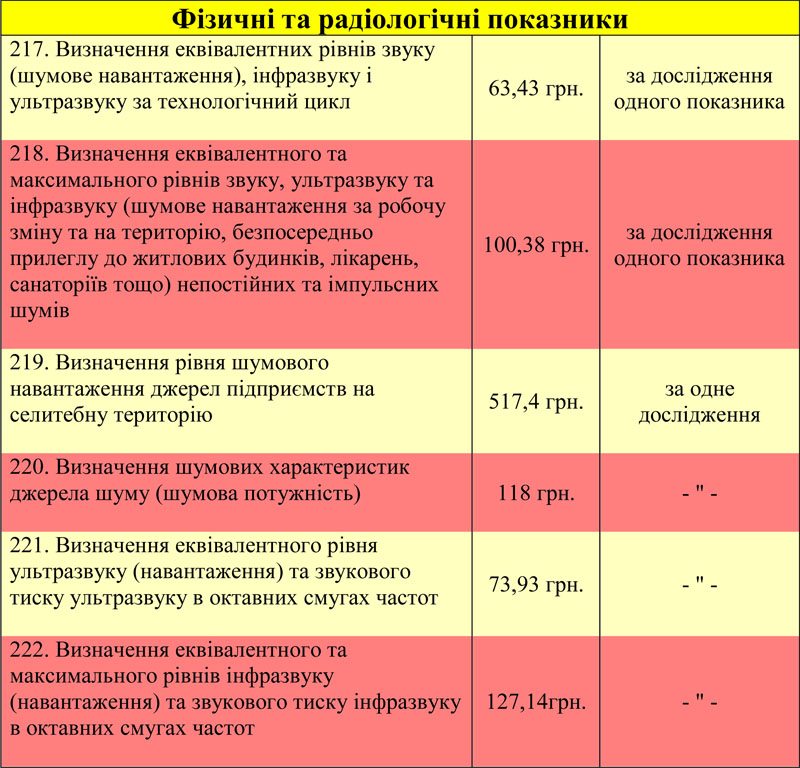 Фізичні та радіологічні показники
217. Визначення еквівалентних рівнів звуку
(шумове навантаження), інфразвуку і
ультразвуку за технологічний цикл
63,43 грн.
за дослідження
одного показника
218. Визначення еквівалентного та
максимального рівнів звуку, ультразвуку та
інфразвуку (шумове навантаження за робочу
зміну та на територію, безпосередньо
прилеглу до житлових будинків, лікарень,
санаторіїв тощо) непостійних та імпульсних
шумів
100,38 грн.
за дослідження
одного показника
219. Визначення рівня шумового
навантаження джерел підприємств на
селитебну територію
517,4 грн.
за одне
дослідження
220. Визначення шумових характеристик
джерела шуму (шумова потужність)
118 грн.
- " -
221. Визначення еквівалентного рівня
ультразвуку (навантаження) та звукового
тиску ультразвуку в октавних смугах частот
73,93 грн.
- " -
222. Визначення еквівалентного та
максимального рівнів інфразвуку
(навантаження) та звукового тиску інфразвуку
в октавних смугах частот
127,14грн.
- " -